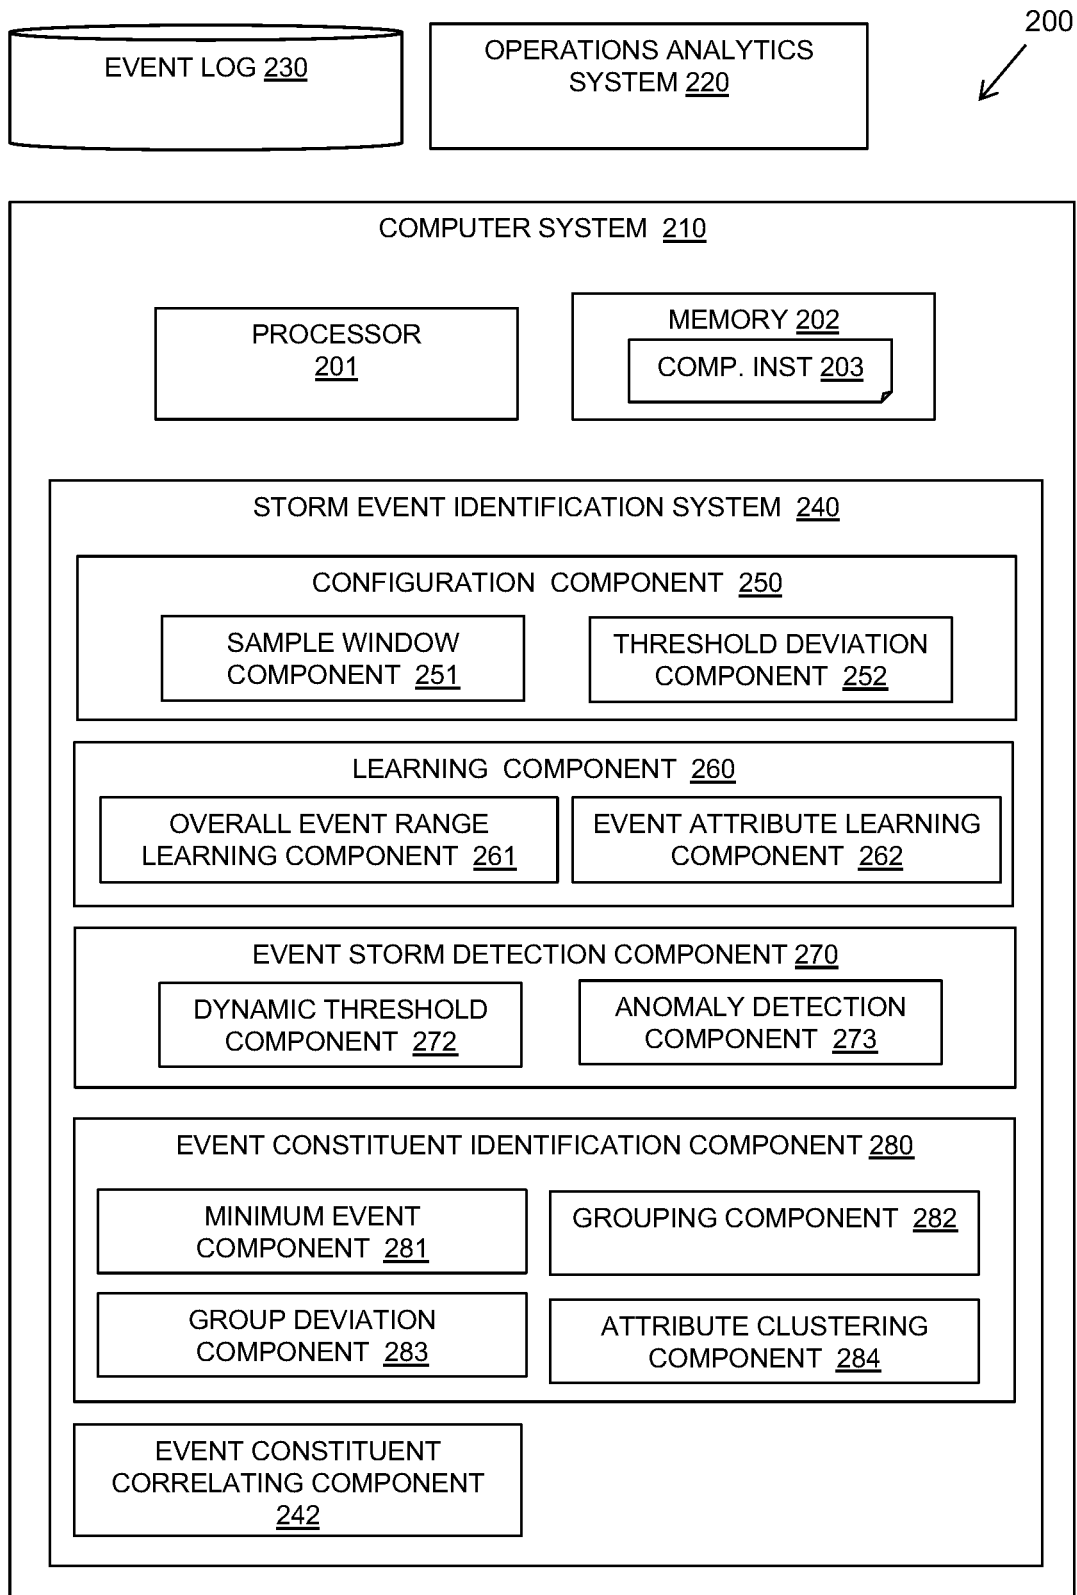 200
EVENT LOG 230
OPERATIONS ANALYTICS
SYSTEM 220
COMPUTER SYSTEM 210
PROCESSOR
201
MEMORY 202
COMP. INST 203
STORM EVENT IDENTIFICATION SYSTEM 240
CONFIGURATION COMPONENT 250
SAMPLE WINDOW
COMPONENT 251
THRESHOLD DEVIATION
COMPONENT 252
LEARNING COMPONENT 260
OVERALL EVENT RANGE
LEARNING COMPONENT 261
EVENT ATTRIBUTE LEARNING
COMPONENT 262
EVENT STORM DETECTION COMPONENT 270
DYNAMIC THRESHOLD
COMPONENT 272
ANOMALY DETECTION
COMPONENT 273
EVENT CONSTITUENT IDENTIFICATION COMPONENT 280
MINIMUM EVENT
COMPONENT 281
GROUPING COMPONENT 282
GROUP DEVIATION
COMPONENT 283
ATTRIBUTE CLUSTERING
COMPONENT 284
EVENT CONSTITUENT
CORRELATING COMPONENT
242